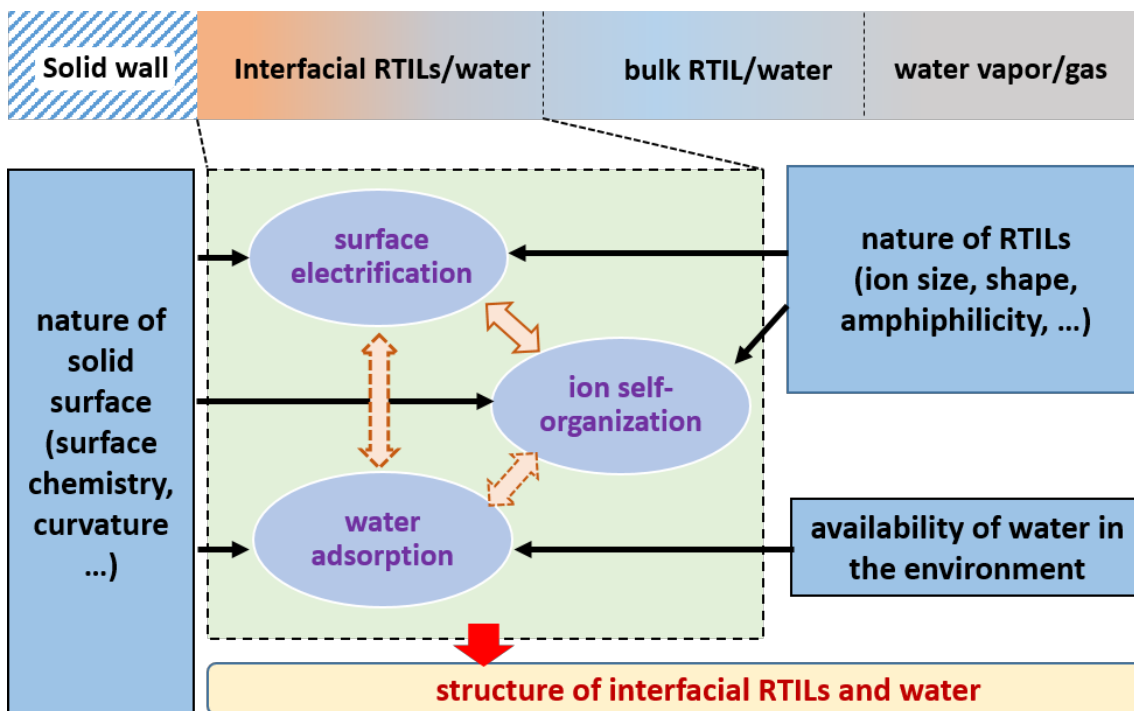 Solid wall
Interfacial RTILs/water
bulk RTIL/water
water vapor/gas
nature of
solid
surface
(surface
chemistry,
curvature
...)
surface
electrification
ion self-
organization
water
adsorption
nature of RTILs
(ion size, shape,
amphiphilicity, ...)
availability of water in
the environment
structure of interfacial RTILs and water